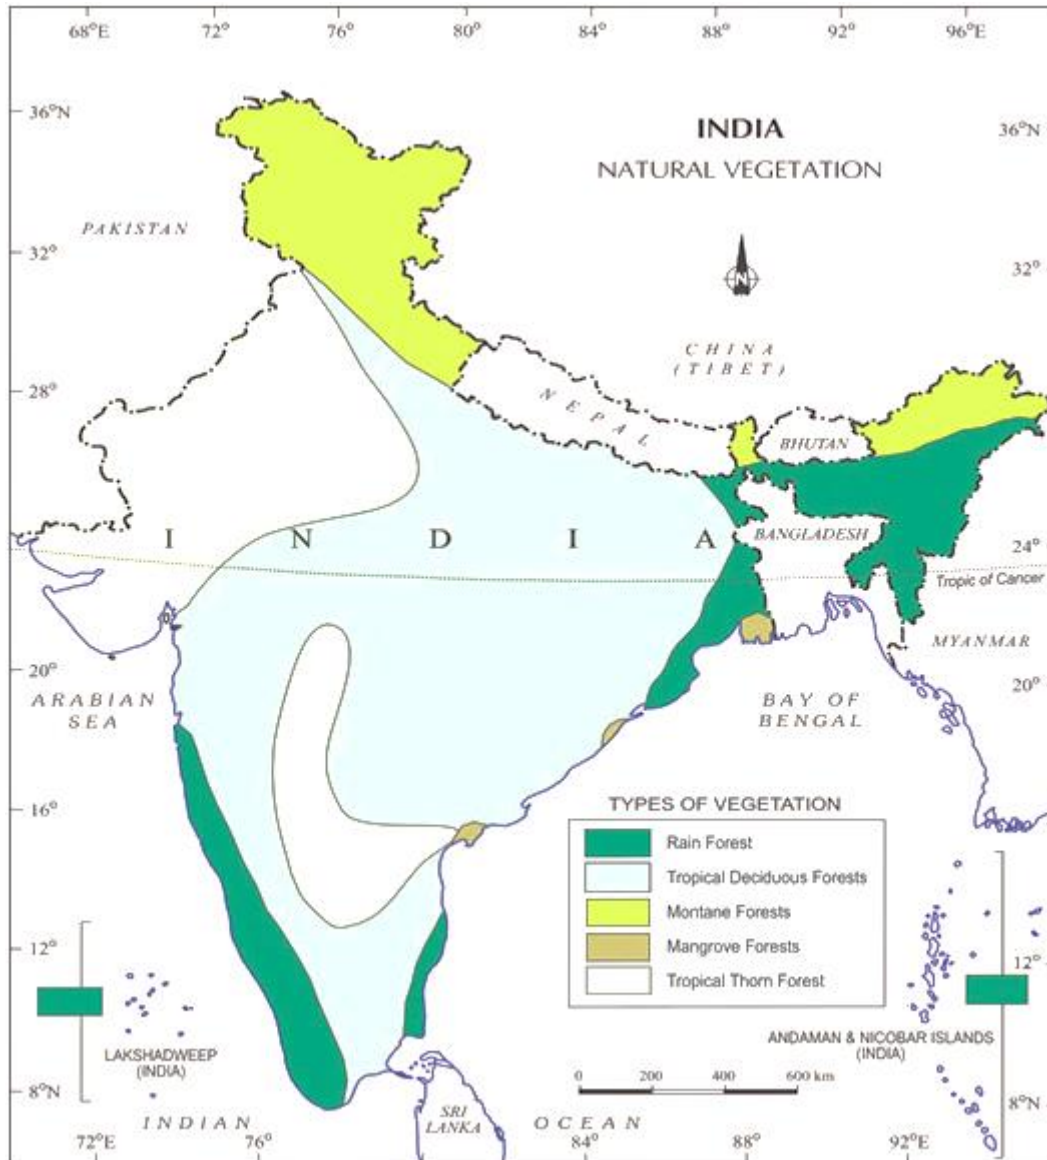 68°E 72° 76° 80° 88° 92° 96°E
36°N
36°N
INDIA
NATURAL VEGETATION
PAKISTAN
32°
32°
N
CHINA
(TIBET)
28°
NEPAL
BHUTAN
I N D I A
BANGLADESH
24°
Tropic of Cancer
MYANMAR
20°
20°
ARABIAN
SEA
BAY OF
BENGAL
16°
TYPES OF VEGETATION
Rain Forest
Tropical Deciduous Forests
Montane Forests
Mangrove Forests
Tropical Thorn Forest
12°
12°
LAKSHADWEEP
(INDIA)
ANDAMAN & NICOBAR ISLANDS
(INDIA)
0 200 400 600 km
8°N
8°N
INDIAN OCEAN
SRI
LANKA
72°E 76° 84° 88° 92°E